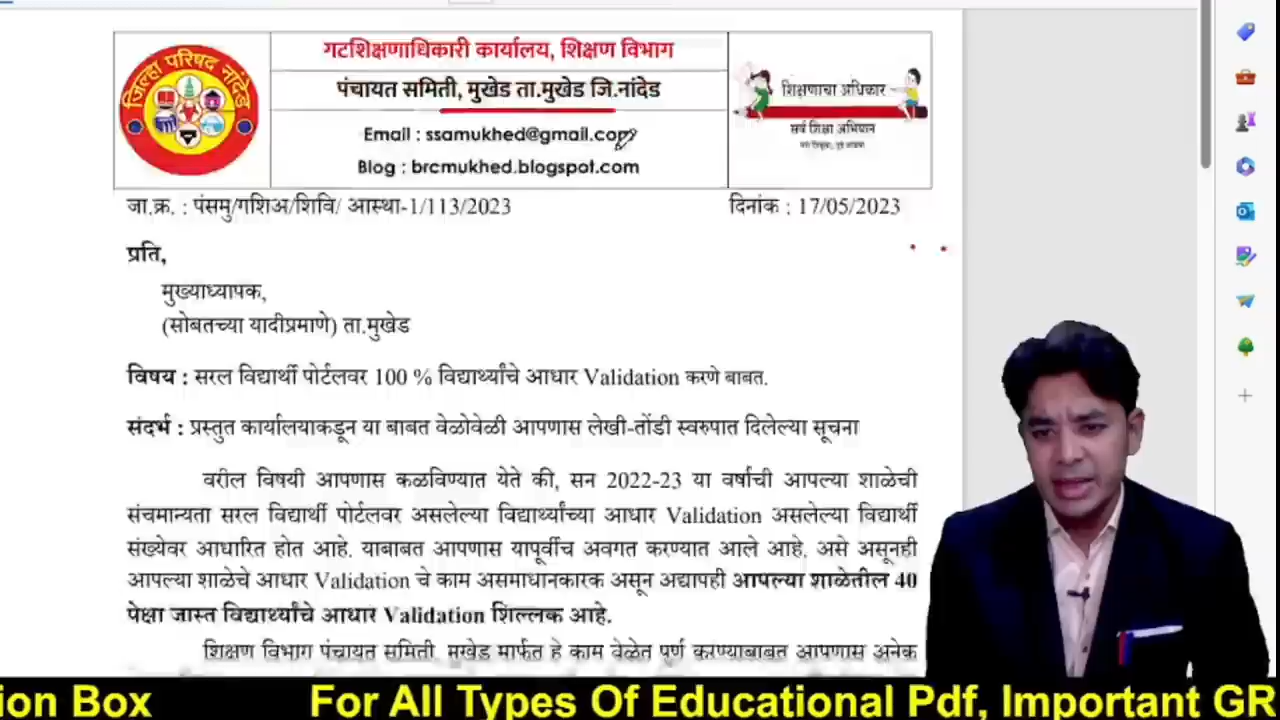 जिल्हा परिषद नांदेड
गटशिक्षणाधिकारी कार्यालय, शिक्षण विभाग
पंचायत समिती, मुखेड ता.मुखेड जि.नांदेड
Email : ssamukhed@gmail.com
Blog : brcmukhed.blogspot.com
शिक्षणाचा अधिकार
सर्व शिक्षा अभियान
जा.क्र. : पंसमु/गशिअ/शिवि/ आस्था-1/113/2023
दिनांक : 17/05/2023
प्रति,
मुख्याध्यापक,
(सोबतच्या यादीप्रमाणे) ता.मुखेड
विषय : सरल विद्यार्थी पोर्टलवर 100 % विद्यार्थ्यांचे आधार Validation करणे बाबत.
संदर्भ : प्रस्तुत कार्यालयाकडून या बाबत वेळोवेळी आपणास लेखी-तोंडी स्वरुपात दिलेल्या सूचना
वरील विषयी आपणास कळविण्यात येते की, सन 2022-23 या वर्षाची आपल्या शाळेची
संचमान्यता सरल विद्यार्थी पोर्टलवर असलेल्या विद्यार्थ्यांच्या आधार Validation असलेल्या विद्यार्थी
संख्येवर आधारित होत आहे. याबाबत आपणास यापूर्वीच अवगत करण्यात आले आहे. असे असूनही
आपल्या शाळेचे आधार Validation चे काम असमाधानकारक असून अद्यापही आपल्या शाळेतील 40
पेक्षा जास्त विद्यार्थ्यांचे आधार Validation शिल्लक आहे.
शिक्षण विभाग पंचायत समिती, मुखेड मार्फत हे काम वेळेत पूर्ण करण्याबाबत आपणास अनेक
ion Box For All Types Of Educational Pdf, Important GR